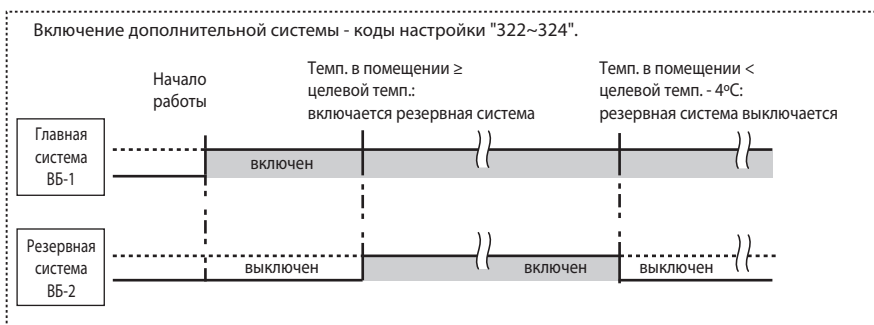 Включение дополнительной системы - коды настройки "322~324".
Начало
работы
Темп. в помещении ≥
целевой темп.:
включается резервная система
Темп. в помещении <
целевой темп. - 4ºC:
резервная система выключается
Главная
система
ВБ-1
включен
Резервная
система
ВБ-2
выключен
включен
выключен